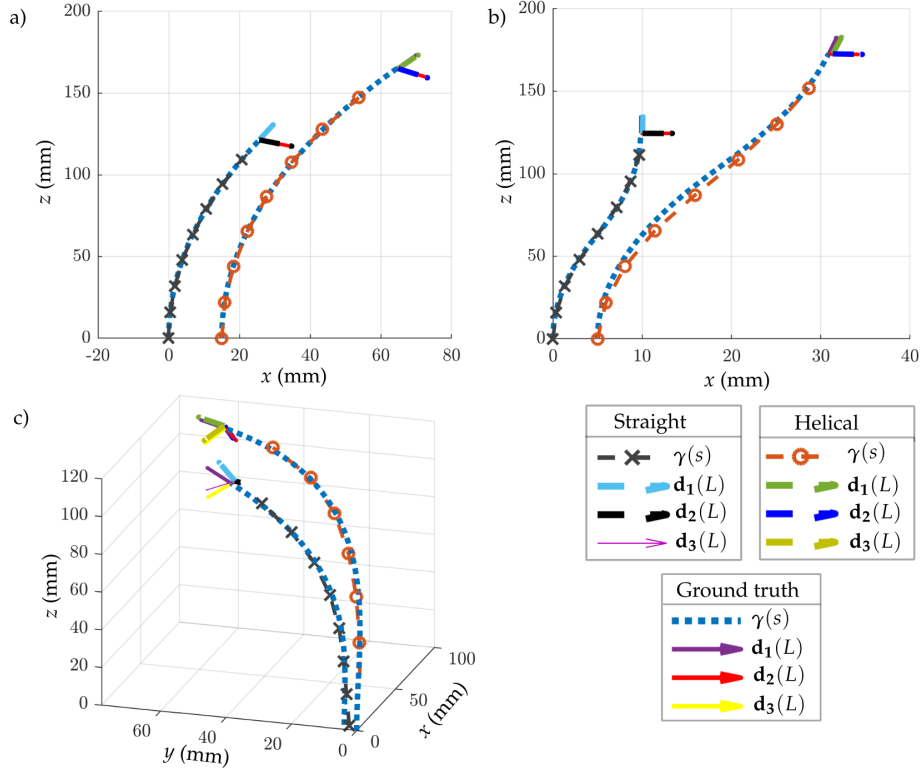 a)
200
150
100
50
0
z (mm)
-20
0
20
40
60
80
x (mm)
b)
200
150
100
50
0
z (mm)
0
10
20
30
40
x (mm)
c)
120
100
80
60
40
20
0
z (mm)
60
40
20
0
y (mm)
0
50
100
x (mm)
Straight
γ(s)
d₁(L)
d₂(L)
d₃(L)
Helical
γ(s)
d₁(L)
d₂(L)
d₃(L)
Ground truth
γ(s)
d₁(L)
d₂(L)
d₃(L)